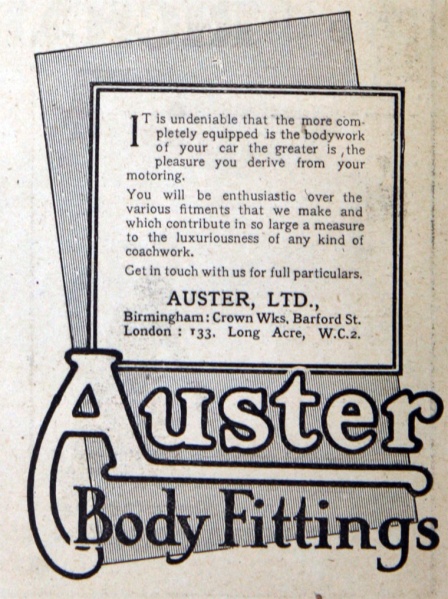 IT is undeniable that the more com-
pletely equipped is the bodywork
of your car the greater is the
pleasure you derive from your
motoring.
You will be enthusiastic over the
various fitments that we make and
which contribute in so large a measure
to the luxuriousness of any kind of
coachwork.
Get in touch with us for full particulars.
AUSTER, LTD.,
Birmingham: Crown Wks. Barford St.
London: 133, Long Acre, W.C.2.
Auster
Body Fittings